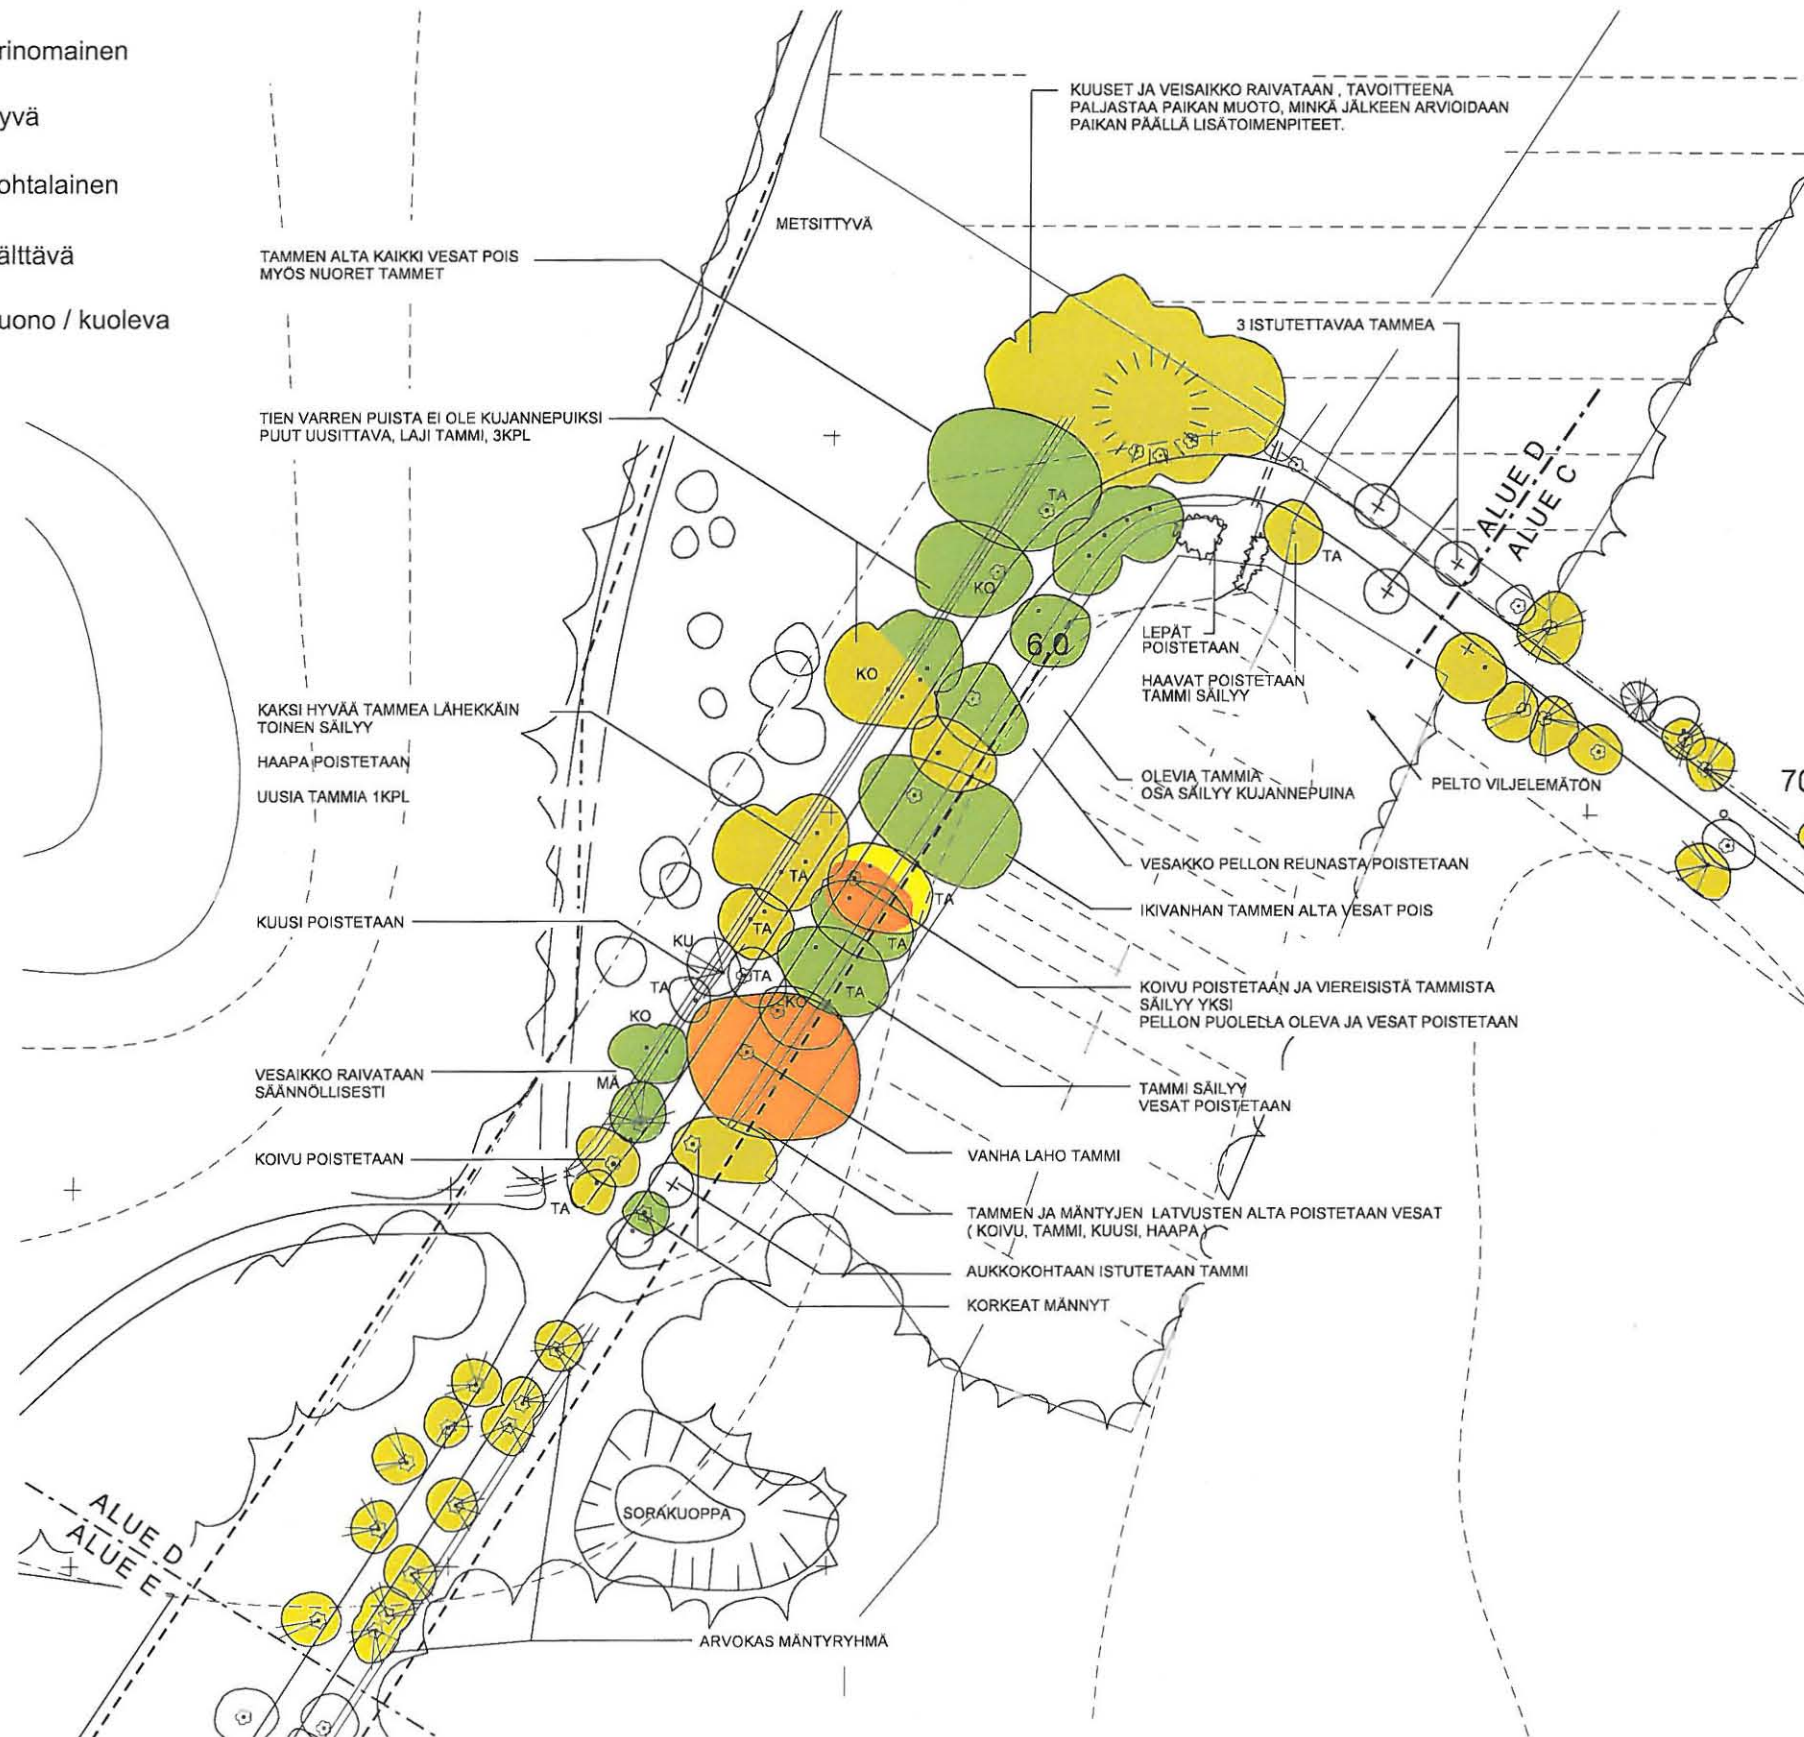 rinomainen
yvä
ohtalainen
älttävä
uono / kuoleva
KUUSET JA VEISAIKKO RAIVATAAN , TAVOITTEENA
PALJASTAA PAIKAN MUOTO, MINKÄ JÄLKEEN ARVIOIDAAN
PAIKAN PÄÄLLÄ LISÄTOIMENPITEET.
METSITTYVÄ
TAMMEN ALTA KAIKKI VESAT POIS
MYÖS NUORET TAMMET
3 ISTUTETTAVAA TAMMEA
TIEN VARREN PUISTA EI OLE KUJANNEPUIKSI
PUUT UUSITTAVA, LAJI TAMMI, 3KPL
ALUE D
ALUE C
TA
TA
KO
6,0
LEPÄT
POISTETAAN
KO
HAAVAT POISTETAAN
TAMMI SÄILYY
KAKSI HYVÄÄ TAMMEA LÄHEKKÄIN
TOINEN SÄILYY
HAAPA POISTETAAN
UUSIA TAMMIA 1KPL
OLEVIA TAMMIA
OSA SÄILYY KUJANNEPUINA
PELTO VILJELEMÄTÖN
70
VESAKKO PELLON REUNASTA POISTETAAN
TA
TA
IKIVANHAN TAMMEN ALTA VESAT POIS
KUUSI POISTETAAN
TA
KU
TA
TA
TA
TA
KO
KOIVU POISTETAAN JA VIEREISISTÄ TAMMISTA
SÄILYY YKSI
PELLON PUOLELLA OLEVA JA VESAT POISTETAAN
KO
VESAIKKO RAIVATAAN
SÄÄNNÖLLISESTI
MÄ
TAMMI SÄILYY
VESAT POISTETAAN
KOIVU POISTETAAN
VANHA LAHO TAMMI
TA
TAMMEN JA MÄNTYJEN LATVUSTEN ALTA POISTETAAN VESAT
( KOIVU, TAMMI, KUUSI, HAAPA )
AUKKOKOHTAAN ISTUTETAAN TAMMI
KORKEAT MÄNNYT
SORAKUOPPA
ALUE D
ALUE E
ARVOKAS MÄNTYRYHMÄ